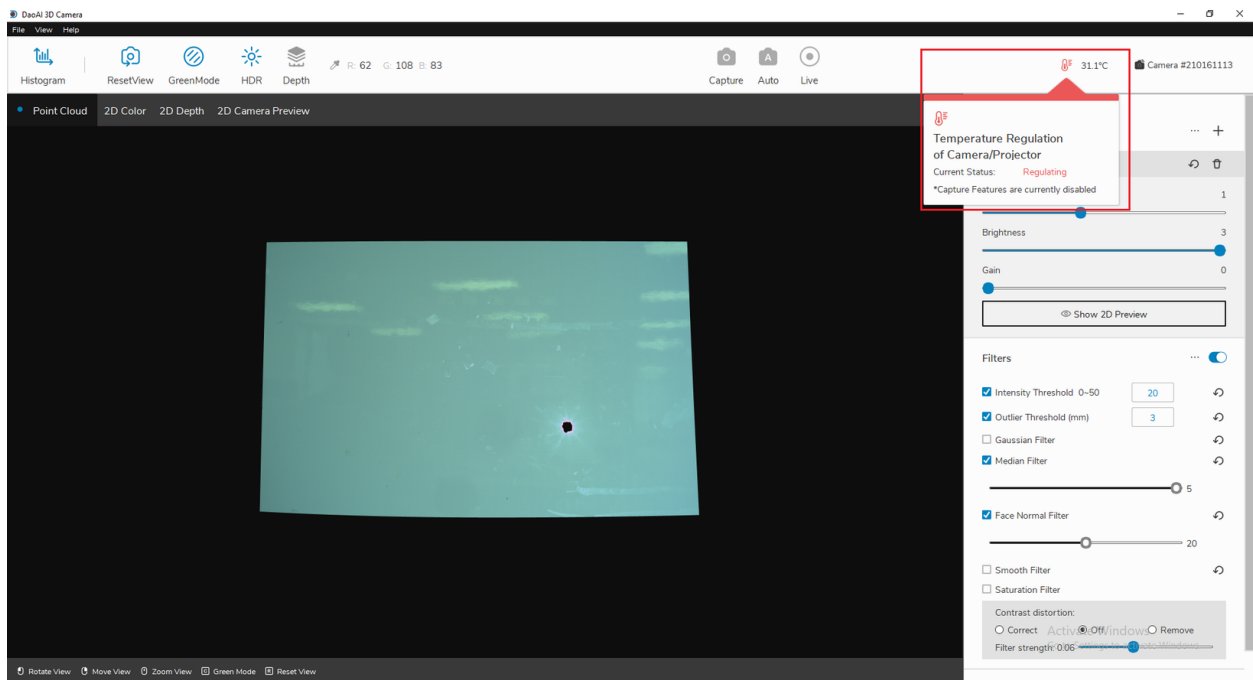 DaoAI 3D Camera
File View Help
Histogram ResetView GreenMode HDR Depth R: 62 G: 108 B: 83 Capture Auto Live 31.1°C Camera #210161113
Point Cloud 2D Color 2D Depth 2D Camera Preview
Temperature Regulation
of Camera/Projector
Current Status: Regulating
*Capture Features are currently disabled
1
Brightness 3
Gain 0
Show 2D Preview
Filters
Intensity Threshold 0~50 20
Outlier Threshold (mm) 3
Gaussian Filter
Median Filter
5
Face Normal Filter
20
Smooth Filter
Saturation Filter
Contrast distortion:
Correct Off Remove
Activate Windows
Filter strength: 0.06
Rotate View Move View Zoom View G Green Mode R Reset View